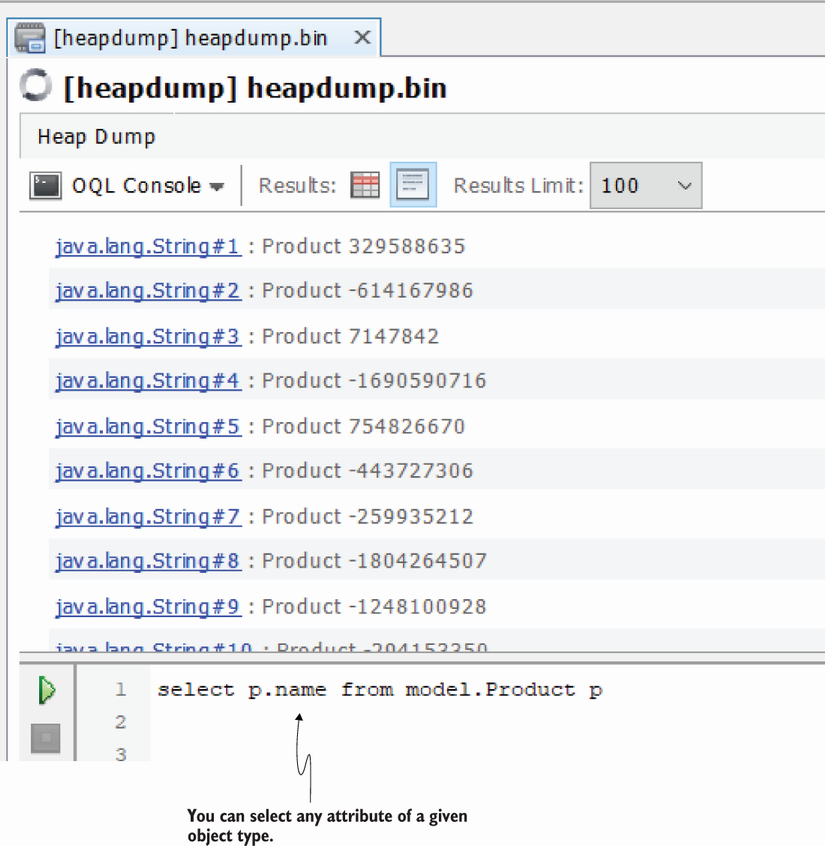 [heapdump] heapdump.bin
[heapdump] heapdump.bin
Heap Dump
OQL Console Results: Results Limit: 100
java.lang.String#1 : Product 329588635
java.lang.String#2 : Product -614167986
java.lang.String#3 : Product 7147842
java.lang.String#4 : Product -1690590716
java.lang.String#5 : Product 754826670
java.lang.String#6 : Product -443727306
java.lang.String#7 : Product -259935212
java.lang.String#8 : Product -1804264507
java.lang.String#9 : Product -1248100928
java.lang.String#10 : Product
1 select p.name from model.Product p
2
3
You can select any attribute of a given
object type.